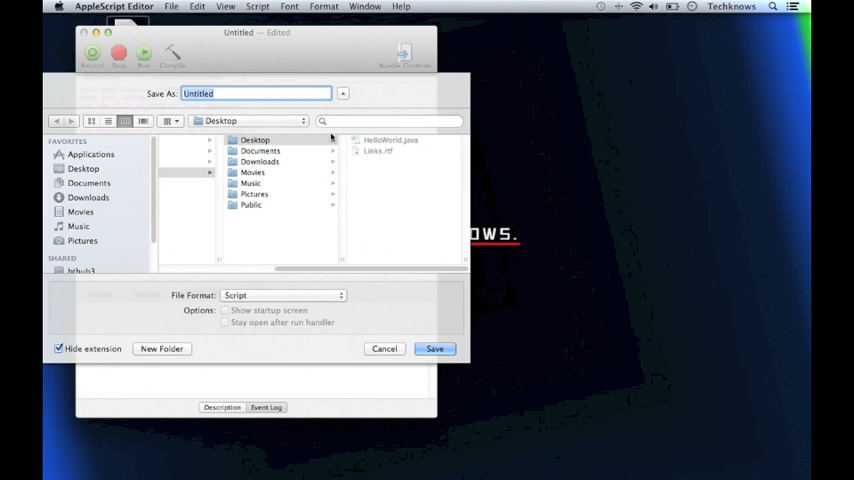 AppleScript Editor File Edit View Script Font Format Window Help Techknows
Untitled — Edited
Record Stop Run Compile Bundle Contents
Save As: Untitled
Desktop
FAVORITES
Applications
Desktop
Documents
Downloads
Movies
Music
Pictures
SHARED
bthub3
Desktop
Documents
Downloads
Movies
Music
Pictures
Public
HelloWorld.java
Links.rtf
OWS.
File Format: Script
Options: Show startup screen
Stay open after run handler
Hide extension New Folder Cancel Save
Description Event Log